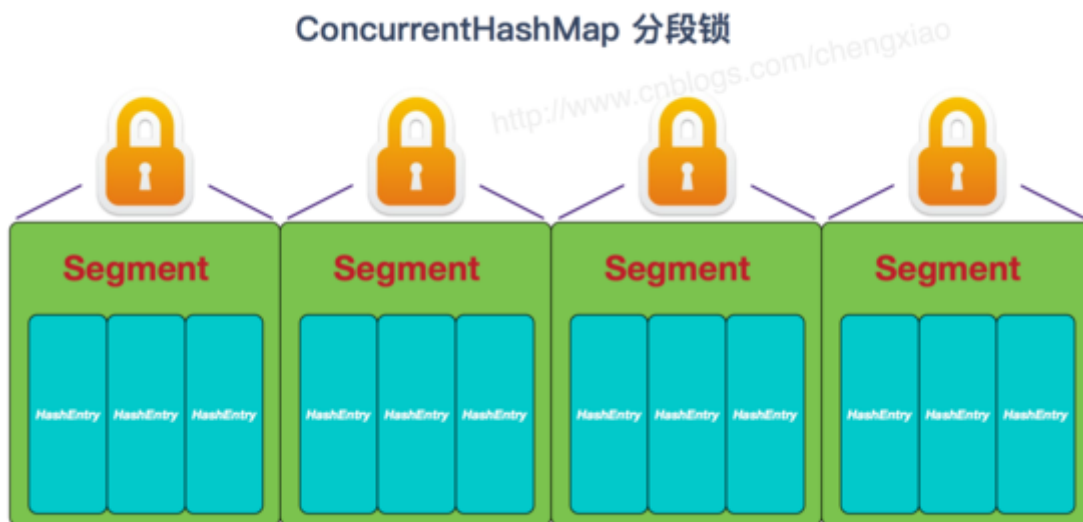 ConcurrentHashMap 分段锁
http://www.cnblogs.com/chengxiao
Segment Segment Segment Segment
HashEntry HashEntry HashEntry HashEntry HashEntry HashEntry HashEntry HashEntry HashEntry HashEntry HashEntry HashEntry